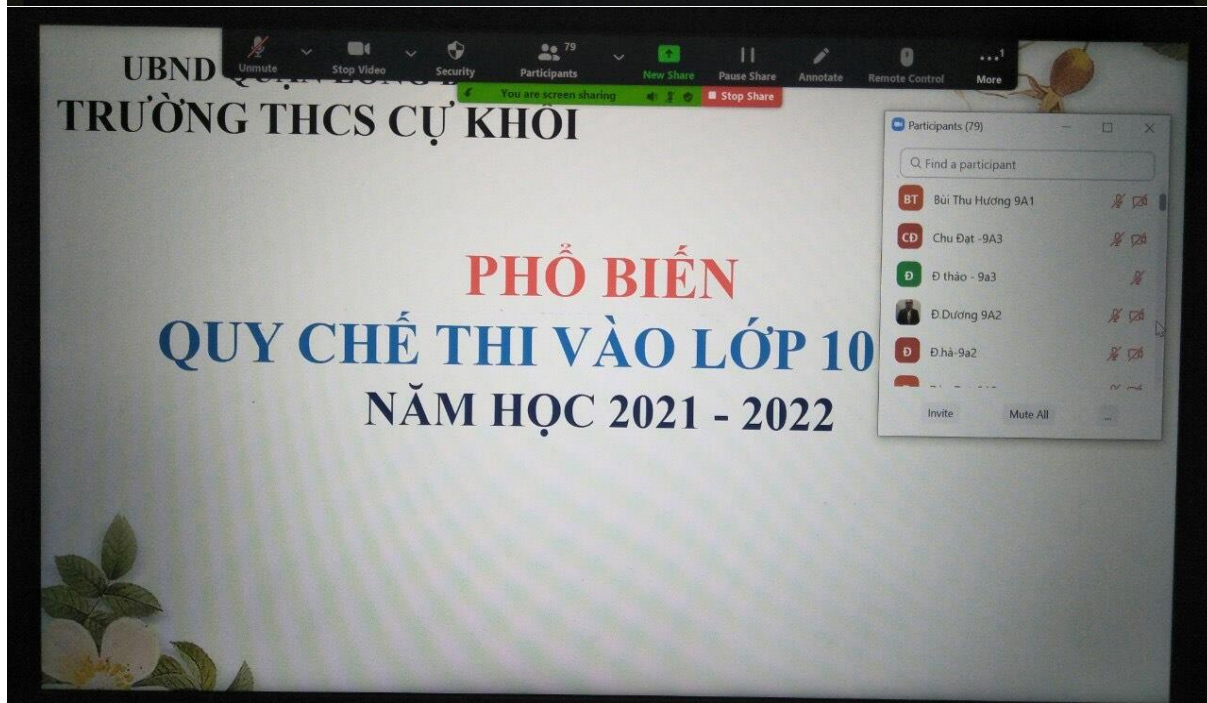 79
Unmute Stop Video Security Participants New Share Pause Share Annotate Remote Control More
1
You are screen sharing Stop Share
UBND
TRƯỜNG THCS CỰ KHỐI
PHỔ BIẾN
QUY CHẾ THI VÀO LỚP 10
NĂM HỌC 2021 - 2022
Participants (79)
Find a participant
BT Bùi Thu Hương 9A1
CĐ Chu Đạt -9A3
Đ Đ thảo - 9a3
Đ.Dương 9A2
Đ Đ.hà-9a2
Invite Mute All ...